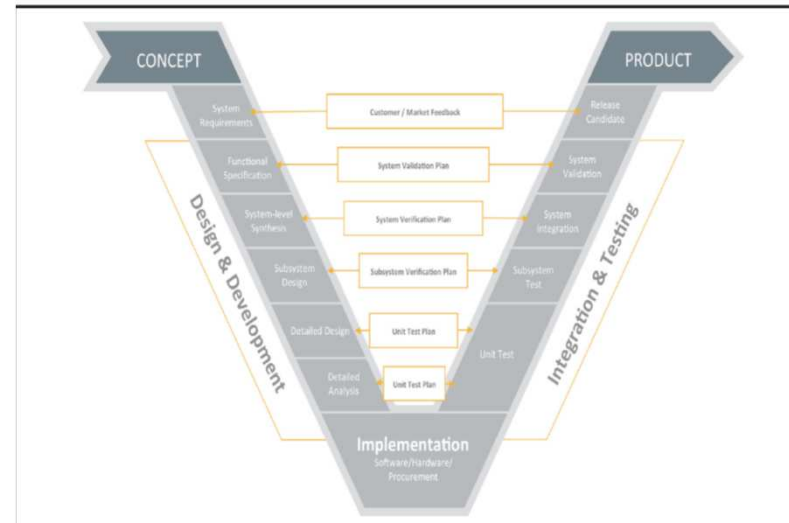 CONCEPT
PRODUCT
System
Requirements
Customer / Market Feedback
Release
Candidate
Functional
Specification
System Validation Plan
System
Validation
System-level
Synthesis
System Verification Plan
System
Integration
Subsystem
Design
Subsystem Verification Plan
Subsystem
Test
Detailed Design
Unit Test Plan
Unit Test
Detailed
Analysis
Unit Test Plan
Design & Development
Integration & Testing
Implementation
Software/Hardware/
Procurement